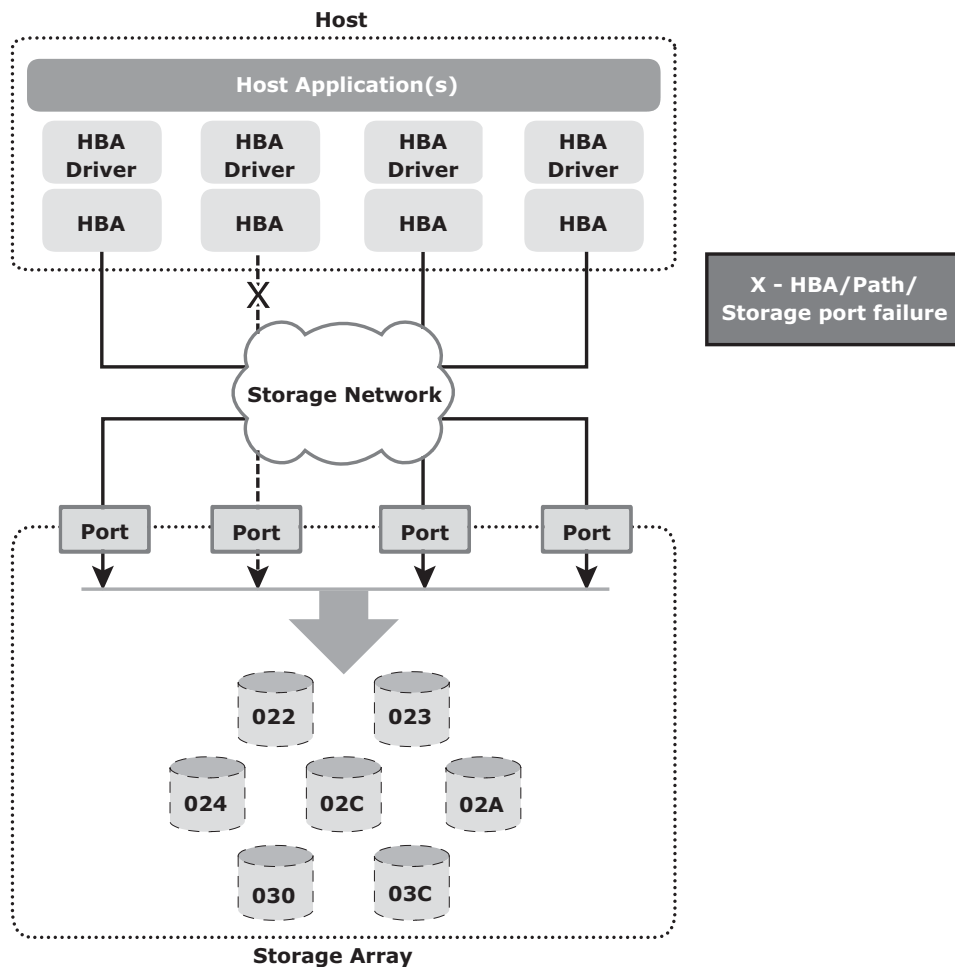 Host
Host Application(s)
HBA
Driver
HBA
Driver
HBA
Driver
HBA
Driver
HBA
HBA
HBA
HBA
X
X - HBA/Path/
Storage port failure
Storage Network
Port
Port
Port
Port
022
023
024
02C
02A
030
03C
Storage Array